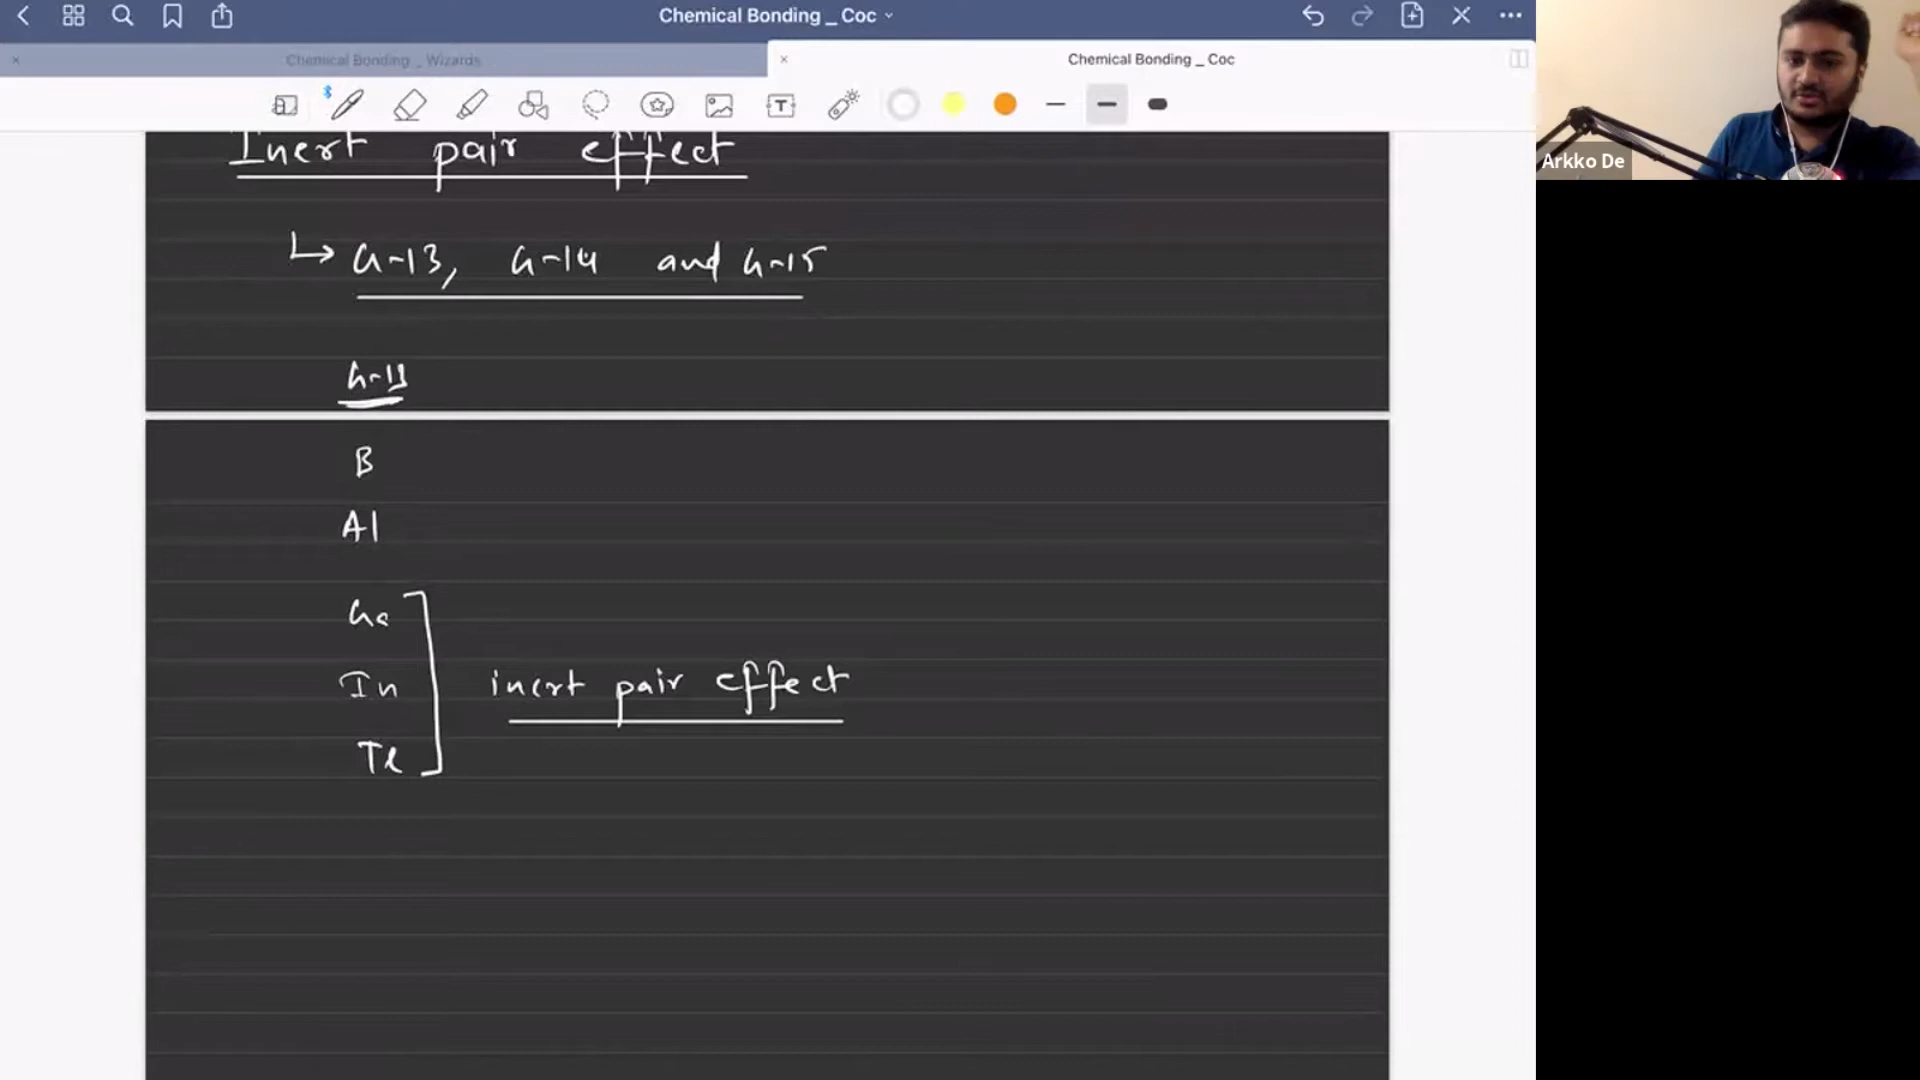 Chemical Bonding _ Coc
Chemical Bonding _ Wizards
Chemical Bonding _ Coc
T
Arkko De
Inert pair effect
↳ G-13, G-14 and G-15
G-13
B
Al
Ga
In
inert pair effect
Tl